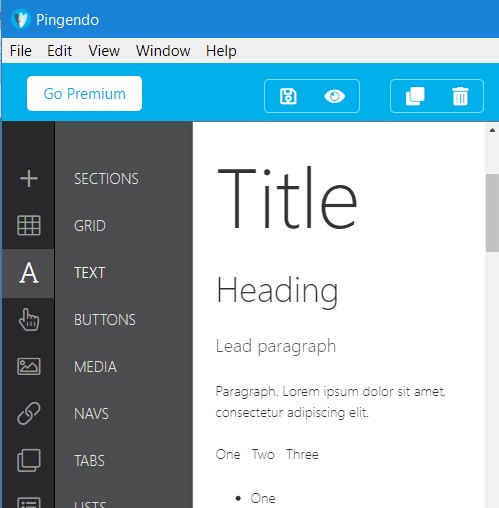 Pingendo
File Edit View Window Help
Go Premium
SECTIONS
GRID
A TEXT
BUTTONS
MEDIA
NAVS
TABS
LISTS
Title
Heading
Lead paragraph
Paragraph. Lorem ipsum dolor sit amet,
consectetur adipiscing elit.
One Two Three
• One